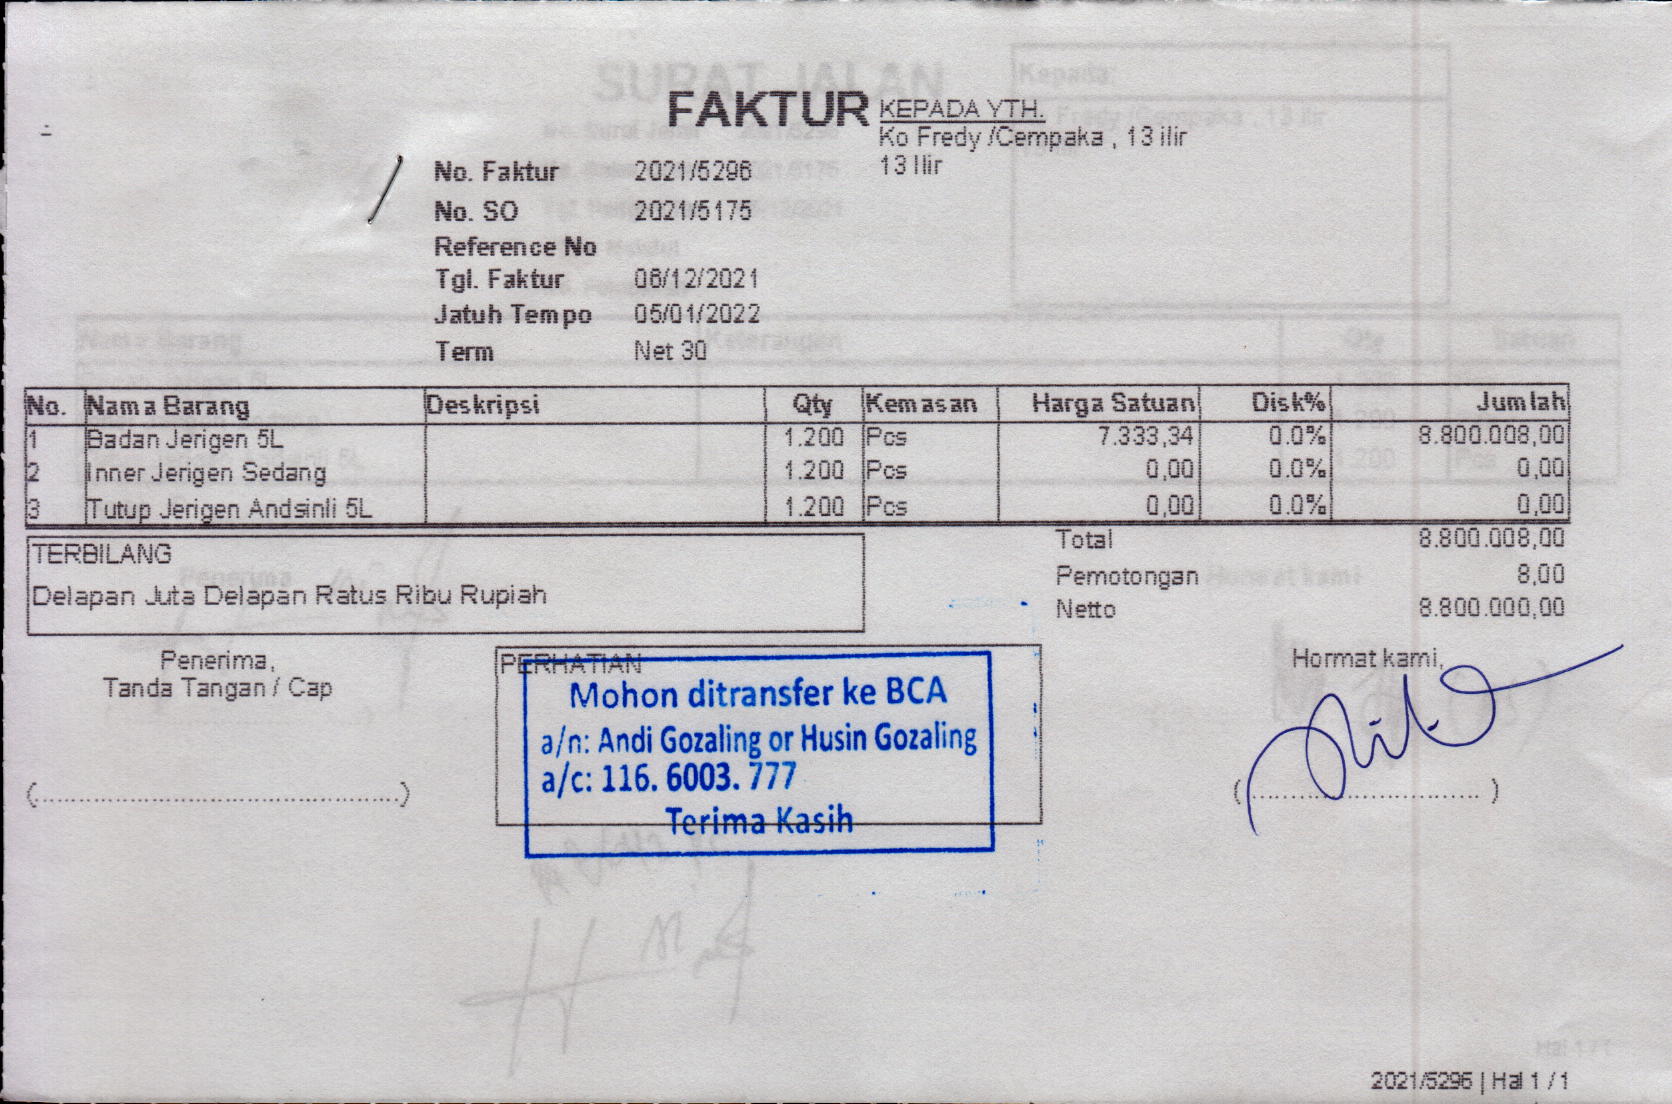 FAKTUR
KEPADA YTH.
Ko Fredy /Cempaka , 13 ilir
13 Ilir
No. Faktur 2021/5296
No. SO 2021/5175
Reference No
Tgl. Faktur 06/12/2021
Jatuh Tempo 05/01/2022
Term Net 30
No. Nama Barang Deskripsi Qty Kemasan Harga Satuan Disk% Jumlah
1 Badan Jerigen 5L 1.200 Pcs 7.333,34 0.0% 8.800.008,00
2 Inner Jerigen Sedang 1.200 Pcs 0,00 0.0% 0,00
3 Tutup Jerigen Andsinli 5L 1.200 Pcs 0,00 0.0% 0,00
Total 8.800.008,00
Pemotongan 8,00
Netto 8.800.000,00
TERBILANG
Delapan Juta Delapan Ratus Ribu Rupiah
Penerima,
Tanda Tangan / Cap
(................................................)
PERHATIAN
Mohon ditransfer ke BCA
a/n: Andi Gozaling or Husin Gozaling
a/c: 116. 6003. 777
Terima Kasih
Hormat kami,
(.............................. )
2021/5296 | Hal 1 / 1